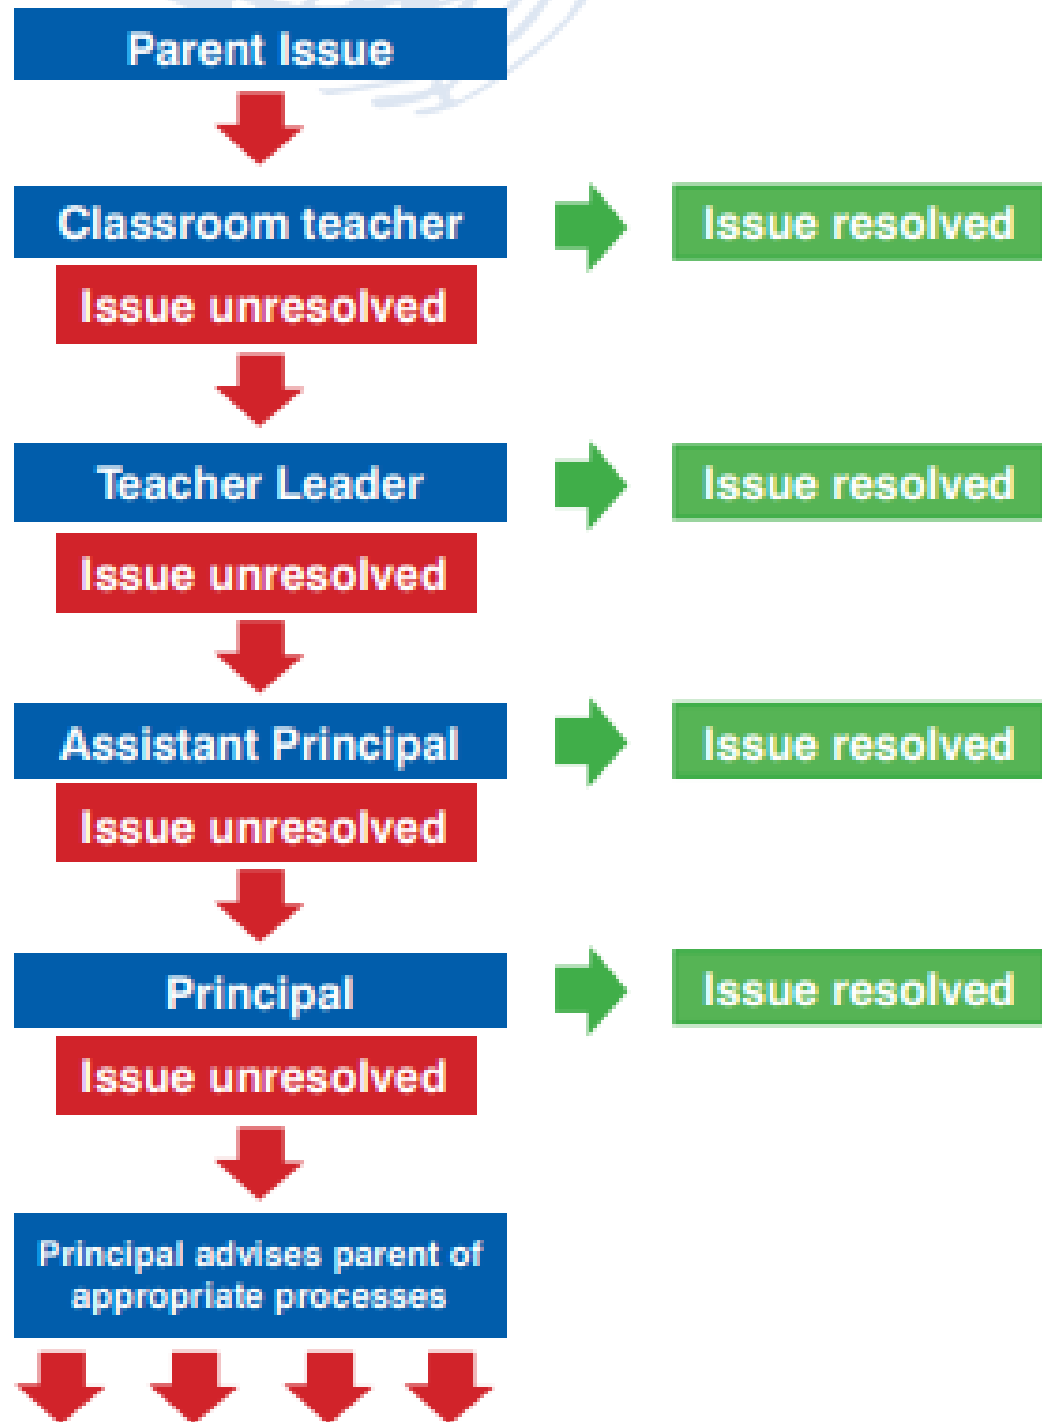 Parent Issue
Classroom teacher
Issue resolved
Issue unresolved
Teacher Leader
Issue resolved
Issue unresolved
Assistant Principal
Issue resolved
Issue unresolved
Principal
Issue resolved
Issue unresolved
Principal advises parent of
appropriate processes